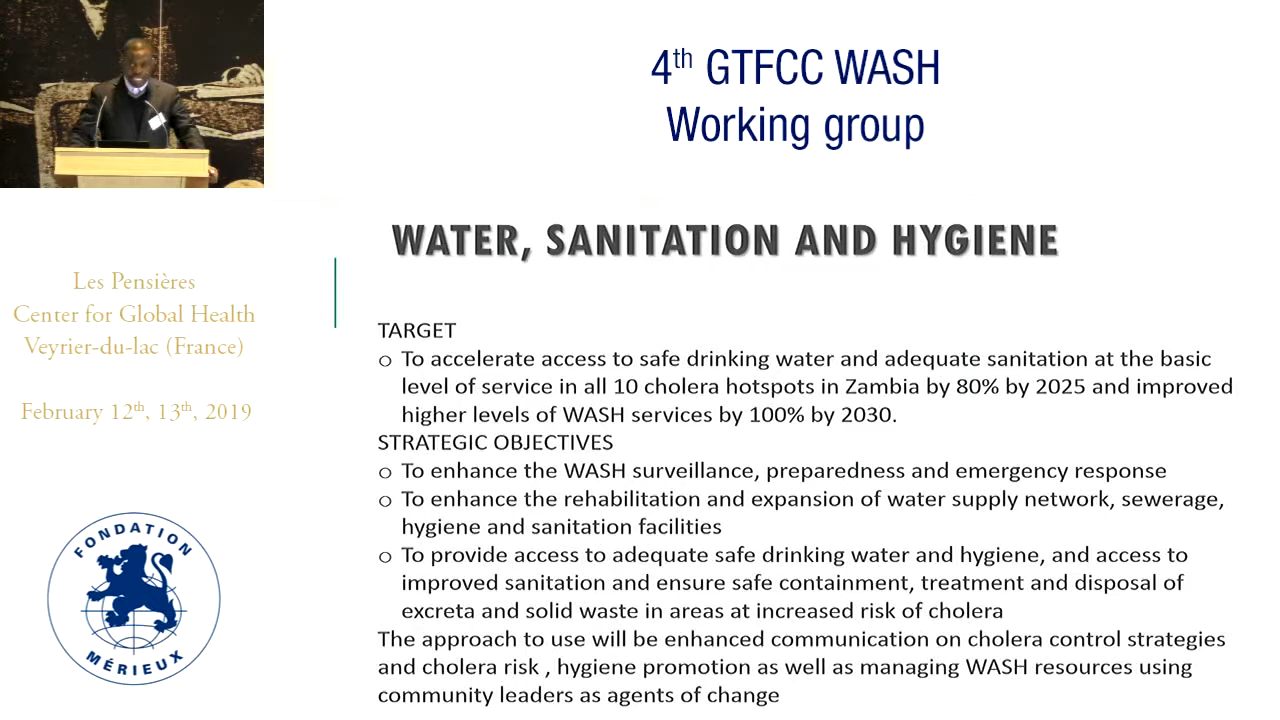 4th GTFCC WASH
Working group
WATER, SANITATION AND HYGIENE
Les Pensières
Center for Global Health
Veyrier-du-lac (France)
February 12th, 13th, 2019
FONDATION
MÉRIEUX
TARGET
o To accelerate access to safe drinking water and adequate sanitation at the basic
level of service in all 10 cholera hotspots in Zambia by 80% by 2025 and improved
higher levels of WASH services by 100% by 2030.
STRATEGIC OBJECTIVES
o To enhance the WASH surveillance, preparedness and emergency response
o To enhance the rehabilitation and expansion of water supply network, sewerage,
hygiene and sanitation facilities
o To provide access to adequate safe drinking water and hygiene, and access to
improved sanitation and ensure safe containment, treatment and disposal of
excreta and solid waste in areas at increased risk of cholera
The approach to use will be enhanced communication on cholera control strategies
and cholera risk , hygiene promotion as well as managing WASH resources using
community leaders as agents of change